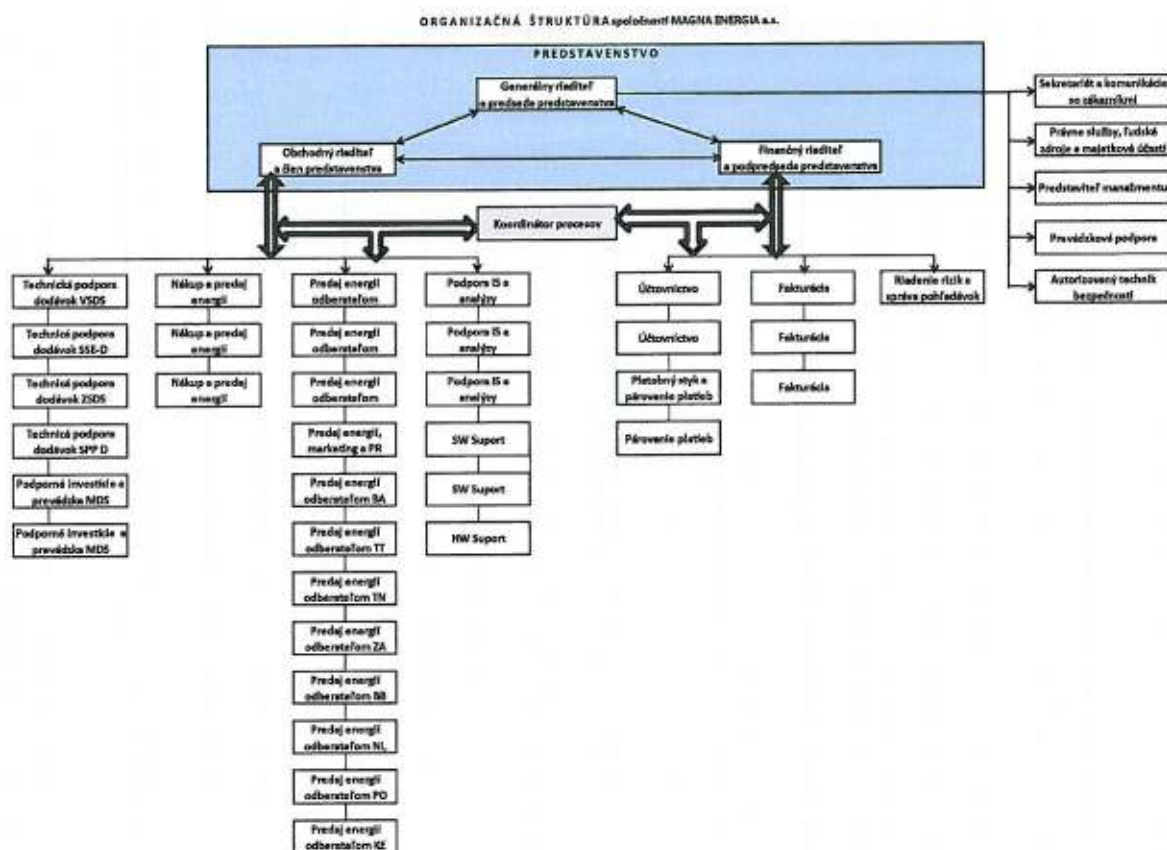 ORGANIZAČNÁ ŠTRUKTÚRA spoločnosti MAGNA ENERGIA a.s.
PREDSTAVENSTVO
Generálny riaditeľ
a predseda predstavenstva
Obchodný riaditeľ
a člen predstavenstva
Finančný riaditeľ
a podpredseda predstavenstva
Sekretariát a komunikácia
so zákazníkmi
Právne služby, ľudské
zdroje a majetkové účasti
Predstaviteľ manažmentu
Prevádzková podpora
Autorizovaný technik
bezpečnosti
Koordinátor procesov
Technická podpora
dodávok VSDS
Technická podpora
dodávok SSE-D
Technická podpora
dodávok ZSDS
Technická podpora
dodávok SPP D
Podporné investície a
prevádzka MDS
Podporné investície a
prevádzka MDS
Nákup a predaj
energií
Nákup a predaj
energií
Nákup a predaj
energií
Predaj energií
odberateľom
Predaj energií
odberateľom
Predaj energií
odberateľom
Predaj energií,
marketing a PR
Predaj energií
odberateľom BA
Predaj energií
odberateľom TT
Predaj energií
odberateľom TN
Predaj energií
odberateľom ZA
Predaj energií
odberateľom BB
Predaj energií
odberateľom NI,
Predaj energií
odberateľom PO
Predaj energií
odberateľom KE
Podpora IS a
analýzy
Podpora IS a
analýzy
Podpora IS a
analýzy
SW Suport
SW Suport
HW Suport
Účtovníctvo
Účtovníctvo
Platobný styk a
párovanie platieb
Párovanie platieb
Fakturácia
Fakturácia
Fakturácia
Riadenie rizík a
správa pohľadávok